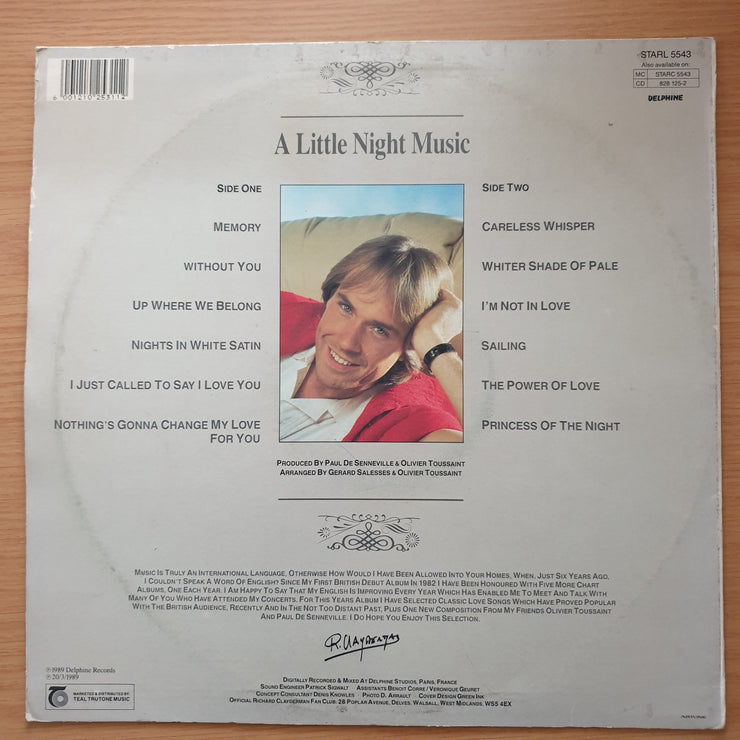 STARL 5543
Also available on:
MC STARC 5543
CD 828 125-2
DELPHINE
6 001210 253112
A Little Night Music
SIDE ONE
MEMORY
WITHOUT YOU
UP WHERE WE BELONG
NIGHTS IN WHITE SATIN
I JUST CALLED TO SAY I LOVE YOU
NOTHING'S GONNA CHANGE MY LOVE
FOR YOU
SIDE TWO
CARELESS WHISPER
WHITER SHADE OF PALE
I'M NOT IN LOVE
SAILING
THE POWER OF LOVE
PRINCESS OF THE NIGHT
PRODUCED BY PAUL DE SENNEVILLE & OLIVIER TOUSSAINT
ARRANGED BY GERARD SALESSES & OLIVIER TOUSSAINT
MUSIC IS TRULY AN INTERNATIONAL LANGUAGE, OTHERWISE HOW WOULD I HAVE BEEN ALLOWED INTO YOUR HOMES, WHEN, JUST SIX YEARS AGO,
I COULDN'T SPEAK A WORD OF ENGLISH? SINCE MY FIRST BRITISH DEBUT ALBUM IN 1982 I HAVE BEEN HONOURED WITH FIVE MORE CHART
ALBUMS, ONE EACH YEAR. I AM HAPPY TO SAY THAT MY ENGLISH IS IMPROVING EVERY YEAR WHICH HAS ENABLED ME TO MEET AND TALK WITH
MANY OF YOU WHO HAVE ATTENDED MY CONCERTS. FOR THIS YEARS ALBUM I HAVE SELECTED CLASSIC LOVE SONGS WHICH HAVE PROVED POPULAR
WITH THE BRITISH AUDIENCE, RECENTLY AND IN THE NOT TOO DISTANT PAST, PLUS ONE NEW COMPOSITION FROM MY FRIENDS OLIVIER TOUSSAINT
AND PAUL DE SENNEVILLE. I DO HOPE YOU ENJOY THIS SELECTION.
R. Clayderman
℗1989 Delphine Records
℗ 20/3/1989
MARKETED & DISTRIBUTED BY:
TEAL TRUTONE MUSIC
DIGITALLY RECORDED & MIXED AT DELPHINE STUDIOS, PARIS, FRANCE
SOUND ENGINEER PATRICK SIGWALT ASSISTANTS BENOIT CORRE / VERONIQUE GEURET
CONCEPT CONSULTANT DENIS KNOWLES PHOTO D. ARRAULT COVER DESIGN GREEN INK
OFFICIAL RICHARD CLAYDERMAN FAN CLUB: 28 POPLAR AVENUE, DELVES, WALSALL, WEST MIDLANDS. WS5 4EX